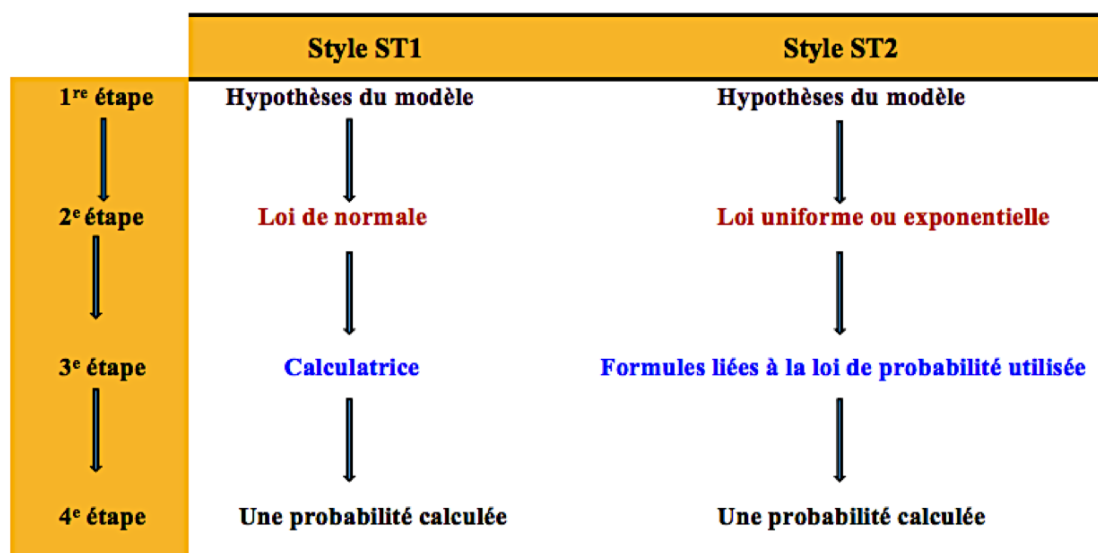 Style ST1 Style ST2
1re étape Hypothèses du modèle Hypothèses du modèle
2e étape Loi de normale Loi uniforme ou exponentielle
3e étape Calculatrice Formules liées à la loi de probabilité utilisée
4e étape Une probabilité calculée Une probabilité calculée